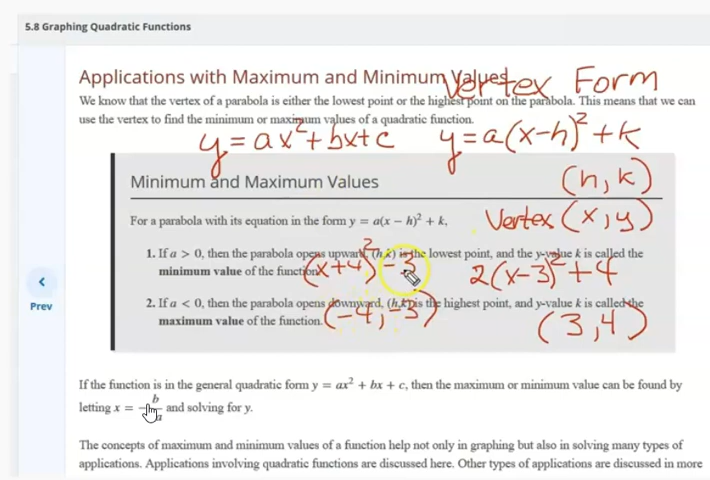 5.8 Graphing Quadratic Functions
Applications with Maximum and Minimum Values
Vertex Form
We know that the vertex of a parabola is either the lowest point or the highest point on the parabola. This means that we can
use the vertex to find the minimum or maximum values of a quadratic function.
y = ax² + bx + c
y = a(x-h)² + k
Minimum and Maximum Values
(h, k)
For a parabola with its equation in the form y = a(x − h)² + k,
Vertex (x, y)
1. If a > 0, then the parabola opens upward, (h,k) is the lowest point, and the y-value k is called the
minimum value of the function.
(x+4)² -3
2(x-3)² + 4
2. If a < 0, then the parabola opens downward, (h,k) is the highest point, and y-value k is called the
maximum value of the function.
(-4, -3)
(3, 4)
Prev
If the function is in the general quadratic form y = ax² + bx + c, then the maximum or minimum value can be found by
letting x = −b/a and solving for y.
The concepts of maximum and minimum values of a function help not only in graphing but also in solving many types of
applications. Applications involving quadratic functions are discussed here. Other types of applications are discussed in more